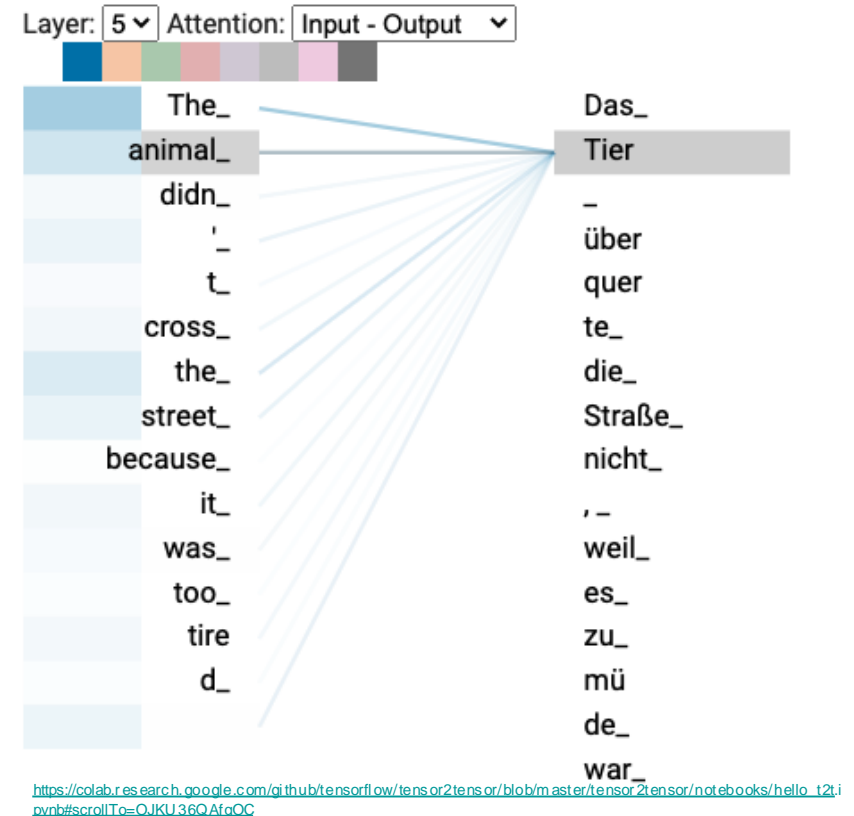 Layer: 5 Attention: Input - Output
The_ Das_
animal_ Tier
didn_ _
'_ über
t_ quer
cross_ te_
the_ die_
street_ Straße_
because_ nicht_
it_ , _
was_ weil_
too_ es_
tire zu_
d_ mü
de_
war_
https://colab.research.google.com/github/tensorflow/tensor2tensor/blob/master/tensor2tensor/notebooks/hello_t2t.i
pynb#scrollTo=OJKU36QAfqOC